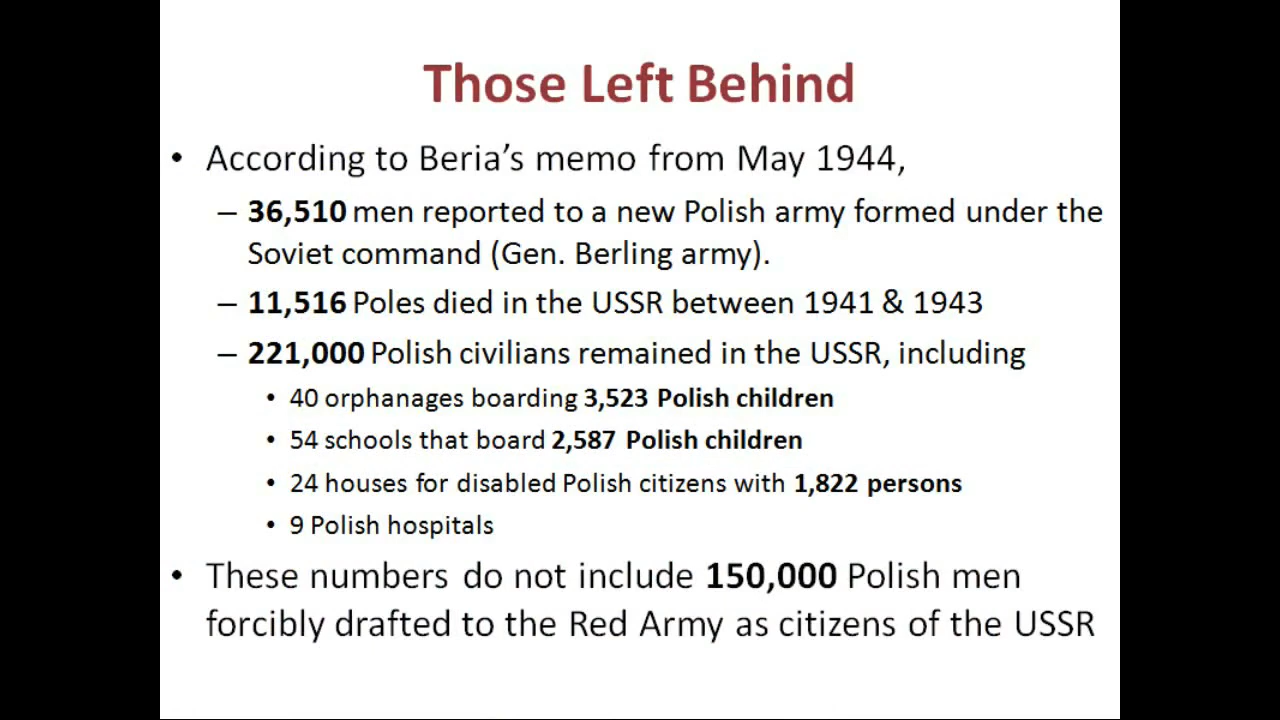 Those Left Behind
• According to Beria's memo from May 1944,
– 36,510 men reported to a new Polish army formed under the
Soviet command (Gen. Berling army).
– 11,516 Poles died in the USSR between 1941 & 1943
– 221,000 Polish civilians remained in the USSR, including
• 40 orphanages boarding 3,523 Polish children
• 54 schools that board 2,587 Polish children
• 24 houses for disabled Polish citizens with 1,822 persons
• 9 Polish hospitals
• These numbers do not include 150,000 Polish men
forcibly drafted to the Red Army as citizens of the USSR